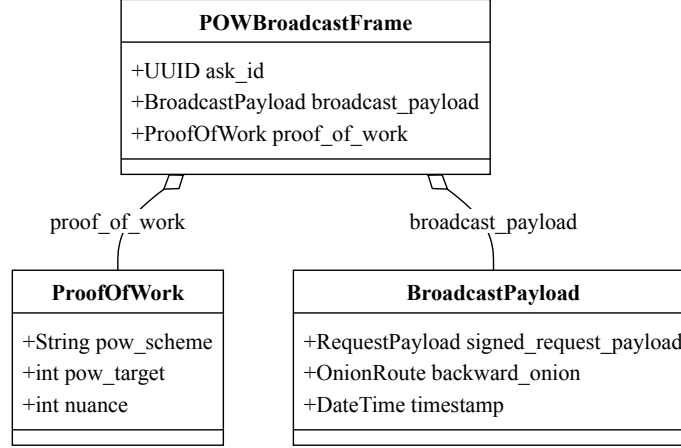 POWBroadcastFrame
+UUID ask_id
+BroadcastPayload broadcast_payload
+ProofOfWork proof_of_work
proof_of_work
broadcast_payload
ProofOfWork
+String pow_scheme
+int pow_target
+int nuance
BroadcastPayload
+RequestPayload signed_request_payload
+OnionRoute backward_onion
+DateTime timestamp